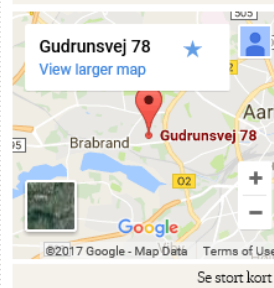 505
Gudrunsvej 78
View larger map
Aar
Gudrunsvej 78
Brabrand
O2
+
−
Google
©2017 Google - Map Data Terms of Use
Se stort kort